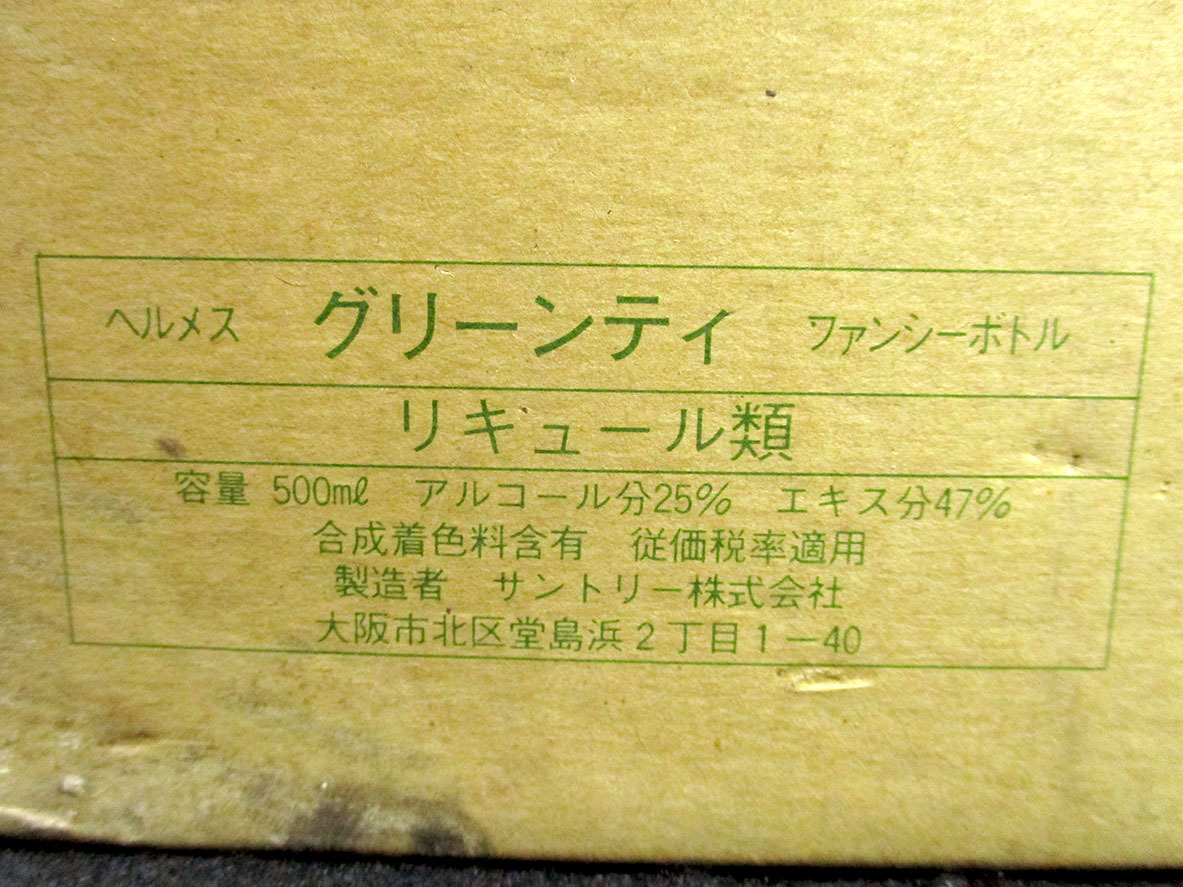 ヘルメス グリーンティ ファンシーボトル
リキュール類
容量 500ml アルコール分25% エキス分47%
合成着色料含有 従価税率適用
製造者 サントリー株式会社
大阪市北区堂島浜2丁目1-40